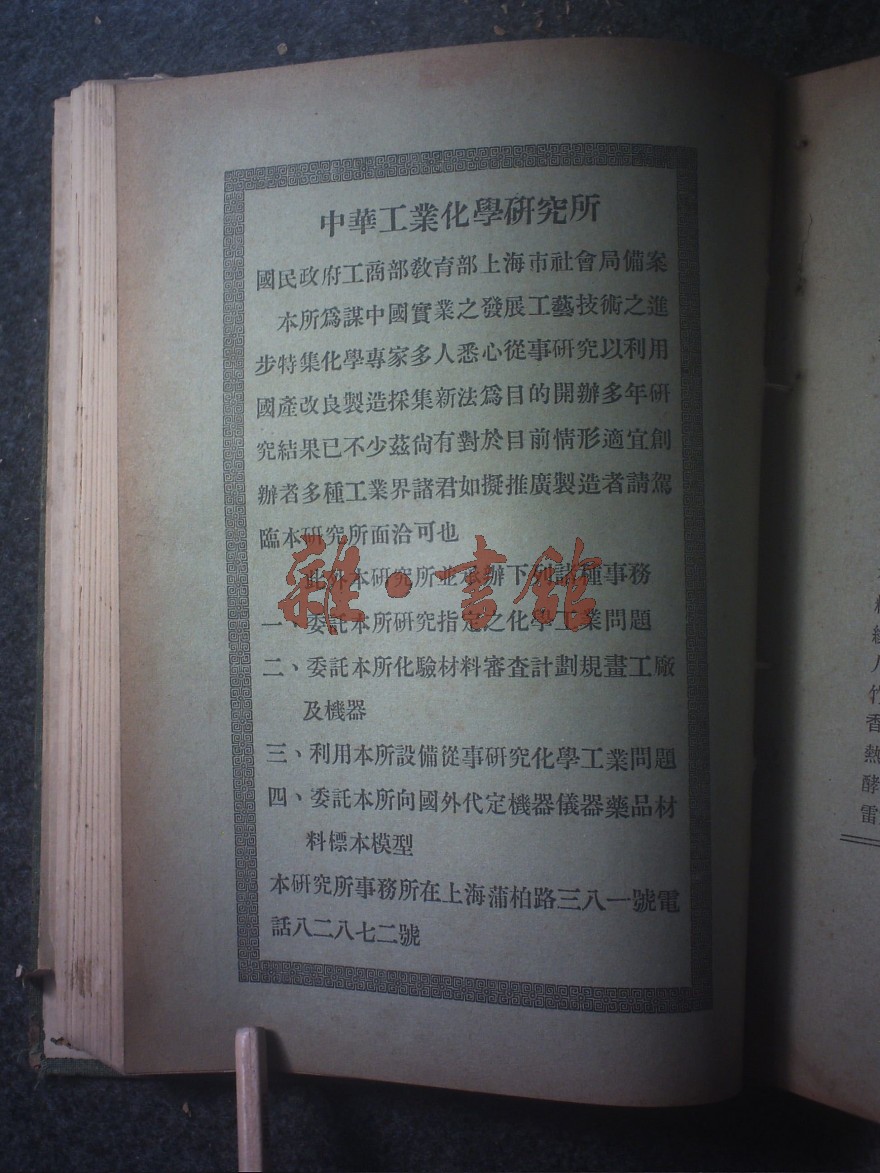 中華工業化學研究所
國民政府工商部敎育部上海市社會局備案
本所爲謀中國實業之發展工藝技術之進
步特集化學專家多人悉心從事研究以利用
國產改良製造採集新法爲目的開辦多年研
究結果已不少茲尙有對於目前情形適宜創
辦者多種工業界諸君如擬推廣製造者請駕
臨本研究所面洽可也
此外本研究所並承辦下列諸種事務
一、委託本所研究指定之化學工業問題
二、委託本所化驗材料審查計劃規畫工廠
及機器
三、利用本所設備從事研究化學工業問題
四、委託本所向國外代定機器儀器藥品材
料標本模型
本研究所事務所在上海蒲柏路三八一號電
話八二八七二號
雜·書館
香
熱
酵
雷